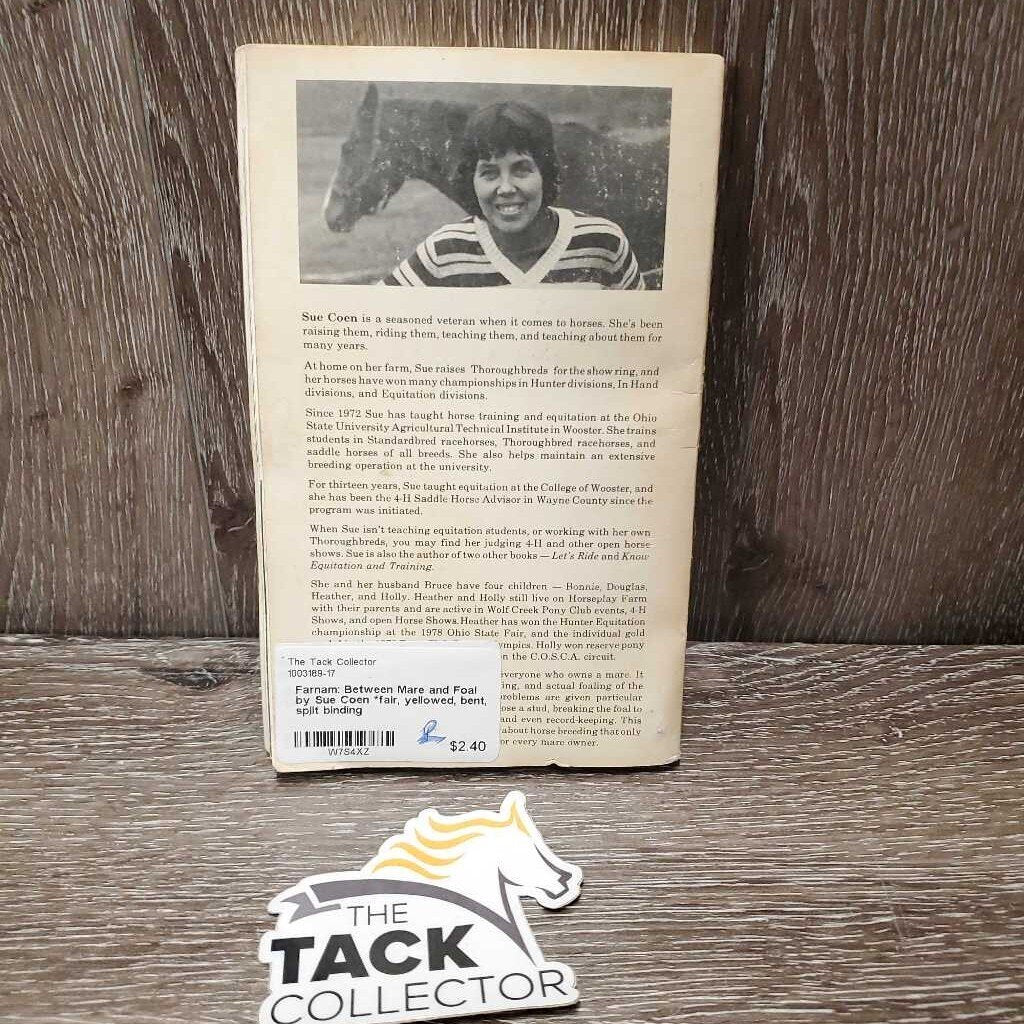 Sue Coen is a seasoned veteran when it comes to horses. She's been
raising them, riding them, teaching them, and teaching about them for
many years.
At home on her farm, Sue raises Thoroughbreds for the show ring, and
her horses have won many championships in Hunter divisions, In Hand
divisions, and Equitation divisions.
Since 1972 Sue has taught horse training and equitation at the Ohio
State University Agricultural Technical Institute in Wooster. She trains
students in Standardbred racehorses, Thoroughbred racehorses, and
saddle horses of all breeds. She also helps maintain an extensive
breeding operation at the university.
For thirteen years, Sue taught equitation at the College of Wooster, and
she has been the 4-H Saddle Horse Advisor in Wayne County since the
program was initiated.
When Sue isn't teaching equitation students, or working with her own
Thoroughbreds, you may find her judging 4-H and other open horse
shows. Sue is also the author of two other books — Let's Ride and Know
Equitation and Training.
She and her husband Bruce have four children — Bonnie, Douglas,
Heather, and Holly. Heather and Holly still live on Horseplay Farm
with their parents and are active in Wolf Creek Pony Club events, 4-H
Shows, and open Horse Shows. Heather has won the Hunter Equitation
championship at the 1978 Ohio State Fair, and the individual gold
ympics. Holly won reserve pony
n the C.O.S.C.A. circuit.
everyone who owns a mare. It
ing, and actual foaling of the
problems are given particular
ose a stud, breaking the foal to
and even record-keeping. This
about horse breeding that only
or every mare owner.
The Tack Collector
1003189-17
Farnam: Between Mare and Foal
by Sue Coen *fair, yellowed, bent,
split binding
W7S4XZ
$2.40
THE
TACK
COLLECTOR